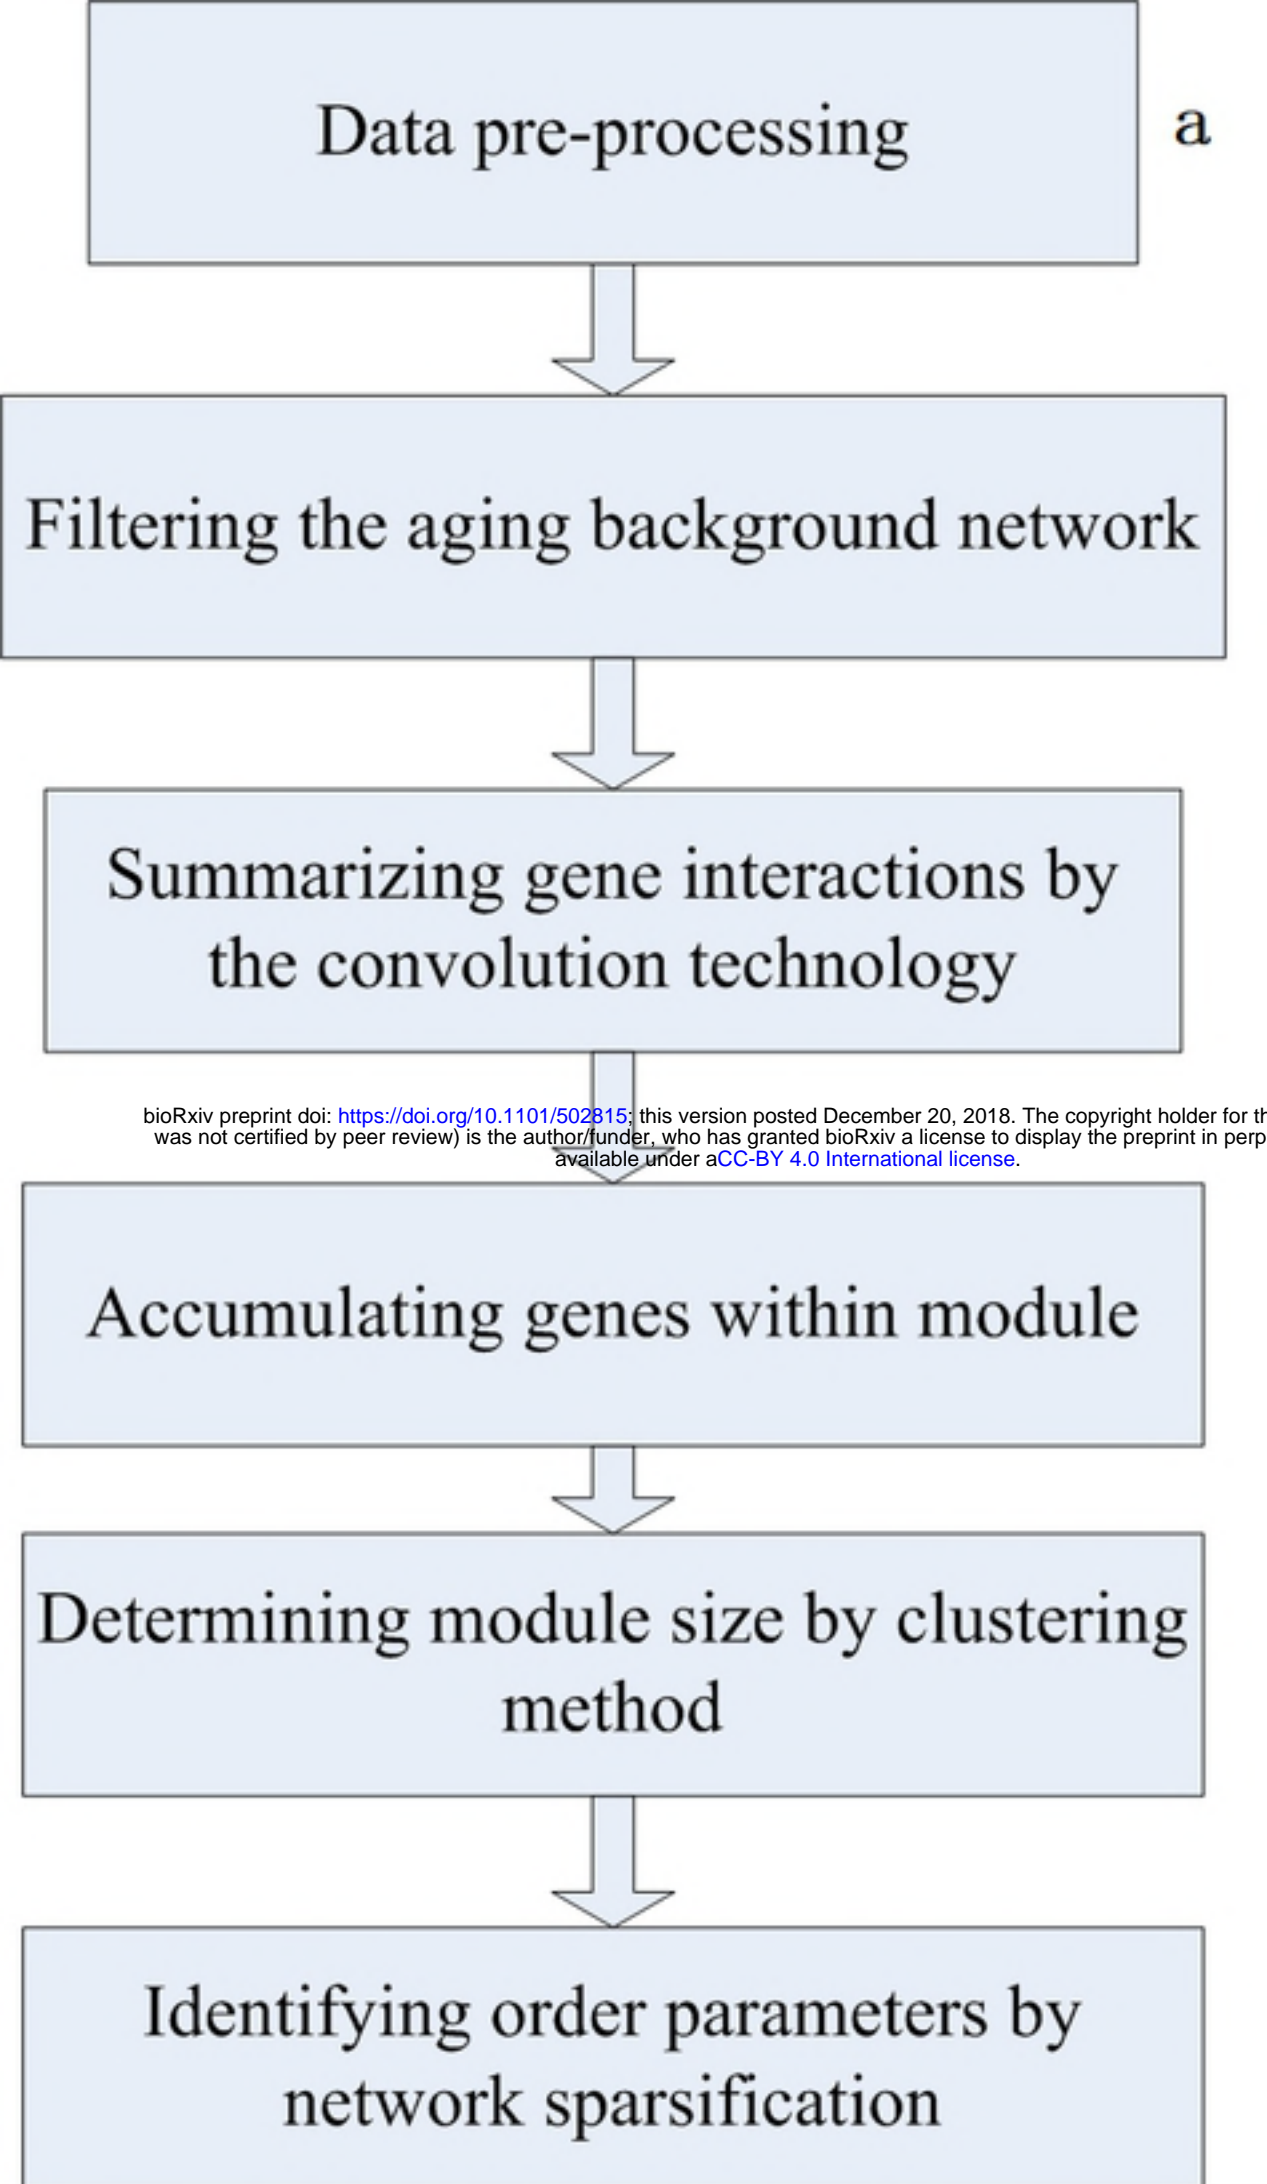 Data pre-processing
a
Filtering the aging background network
Summarizing gene interactions by
the convolution technology
bioRxiv preprint doi: https://doi.org/10.1101/502815; this version posted December 20, 2018. The copyright holder for
was not certified by peer review) is the author/funder, who has granted bioRxiv a license to display the preprint in
available under aCC-BY 4.0 International license.
Accumulating genes within module
Determining module size by clustering
method
Identifying order parameters by
network sparsification